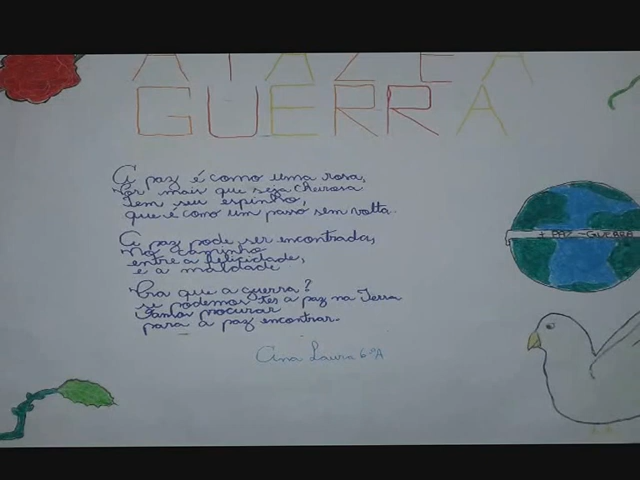 A PAZ E A
GUERRA
A paz é como uma rosa,
Por mais que seja cheirosa
Tem seu espinho,
que é como um passo sem volta.
A paz pode ser encontrada,
No caminho
entre a felicidade,
e a maldade
Pra que a guerra?
se podemos ter a paz na Terra
Vamos procurar
para a paz encontrar.
Ana Laura 6ºA
+ PAZ - GUERRA